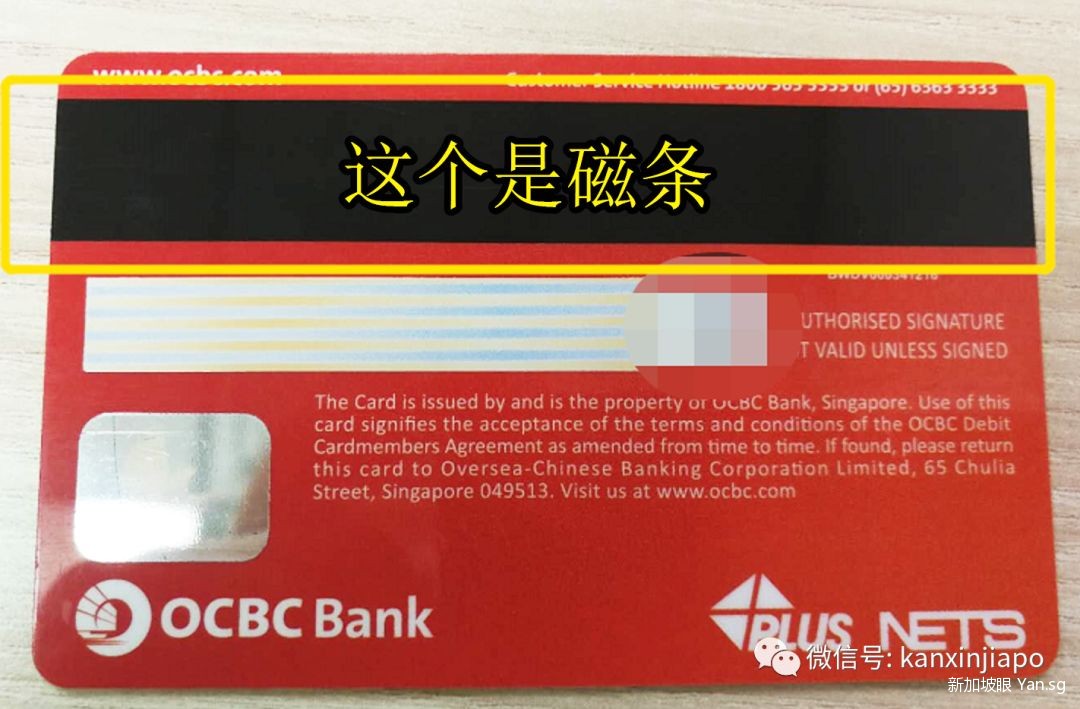 www.ocbc.com
Customer Service Hotline 1800 363 3333 or (65) 6363 3333
这个是磁条
UTHORISED SIGNATURE
T VALID UNLESS SIGNED
The Card is issued by and is the property of OCBC Bank, Singapore. Use of this
card signifies the acceptance of the terms and conditions of the OCBC Debit
Cardmembers Agreement as amended from time to time. If found, please return
this card to Oversea-Chinese Banking Corporation Limited, 65 Chulia
Street, Singapore 049513. Visit us at www.ocbc.com
OCBC Bank
PLUS NETS
微信号: kanxinjiapo
新加坡眼 Yan.sg